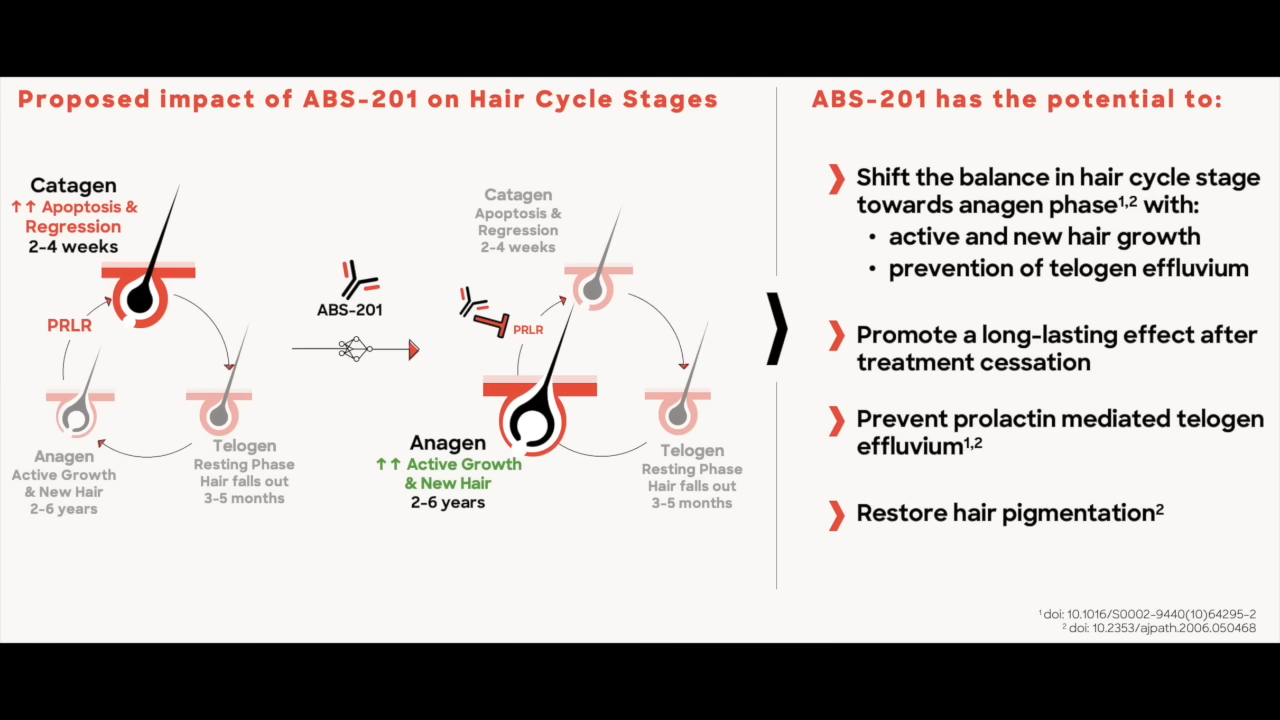 Proposed impact of ABS-201 on Hair Cycle Stages
Catagen
↑↑ Apoptosis &
Regression
2-4 weeks
PRLR
Anagen
Active Growth
& New Hair
2-6 years
Telogen
Resting Phase
Hair falls out
3-5 months
ABS-201
Catagen
Apoptosis &
Regression
2-4 weeks
PRLR
Anagen
↑↑ Active Growth
& New Hair
2-6 years
Telogen
Resting Phase
Hair falls out
3-5 months
ABS-201 has the potential to:
Shift the balance in hair cycle stage
towards anagen phase¹,² with:
• active and new hair growth
• prevention of telogen effluvium
Promote a long-lasting effect after
treatment cessation
Prevent prolactin mediated telogen
effluvium¹,²
Restore hair pigmentation²
¹ doi: 10.1016/S0002-9440(10)64295-2
² doi: 10.2353/ajpath.2006.050468